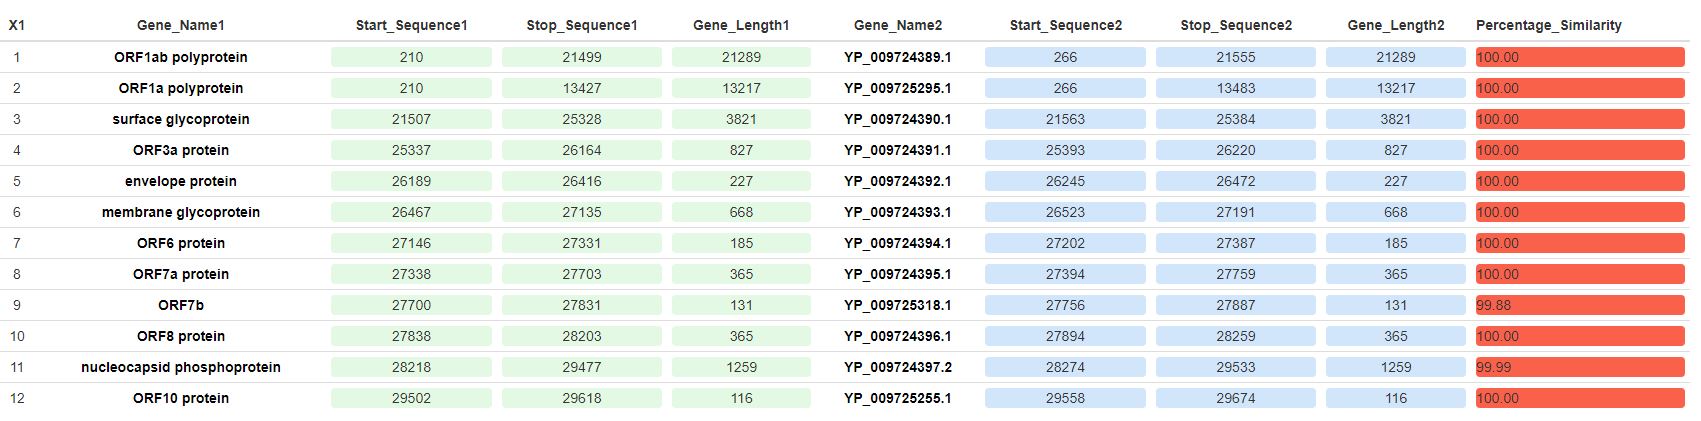 X1 Gene_Name1 Start_Sequence1 Stop_Sequence1 Gene_Length1 Gene_Name2 Start_Sequence2 Stop_Sequence2 Gene_Length2 Percentage_Similarity
1 ORF1ab polyprotein 210 21499 21289 YP_009724389.1 266 21555 21289 100.00
2 ORF1a polyprotein 210 13427 13217 YP_009725295.1 266 13483 13217 100.00
3 surface glycoprotein 21507 25328 3821 YP_009724390.1 21563 25384 3821 100.00
4 ORF3a protein 25337 26164 827 YP_009724391.1 25393 26220 827 100.00
5 envelope protein 26189 26416 227 YP_009724392.1 26245 26472 227 100.00
6 membrane glycoprotein 26467 27135 668 YP_009724393.1 26523 27191 668 100.00
7 ORF6 protein 27146 27331 185 YP_009724394.1 27202 27387 185 100.00
8 ORF7a protein 27338 27703 365 YP_009724395.1 27394 27759 365 100.00
9 ORF7b 27700 27831 131 YP_009725318.1 27756 27887 131 99.88
10 ORF8 protein 27838 28203 365 YP_009724396.1 27894 28259 365 100.00
11 nucleocapsid phosphoprotein 28218 29477 1259 YP_009724397.2 28274 29533 1259 99.99
12 ORF10 protein 29502 29618 116 YP_009725255.1 29558 29674 116 100.00